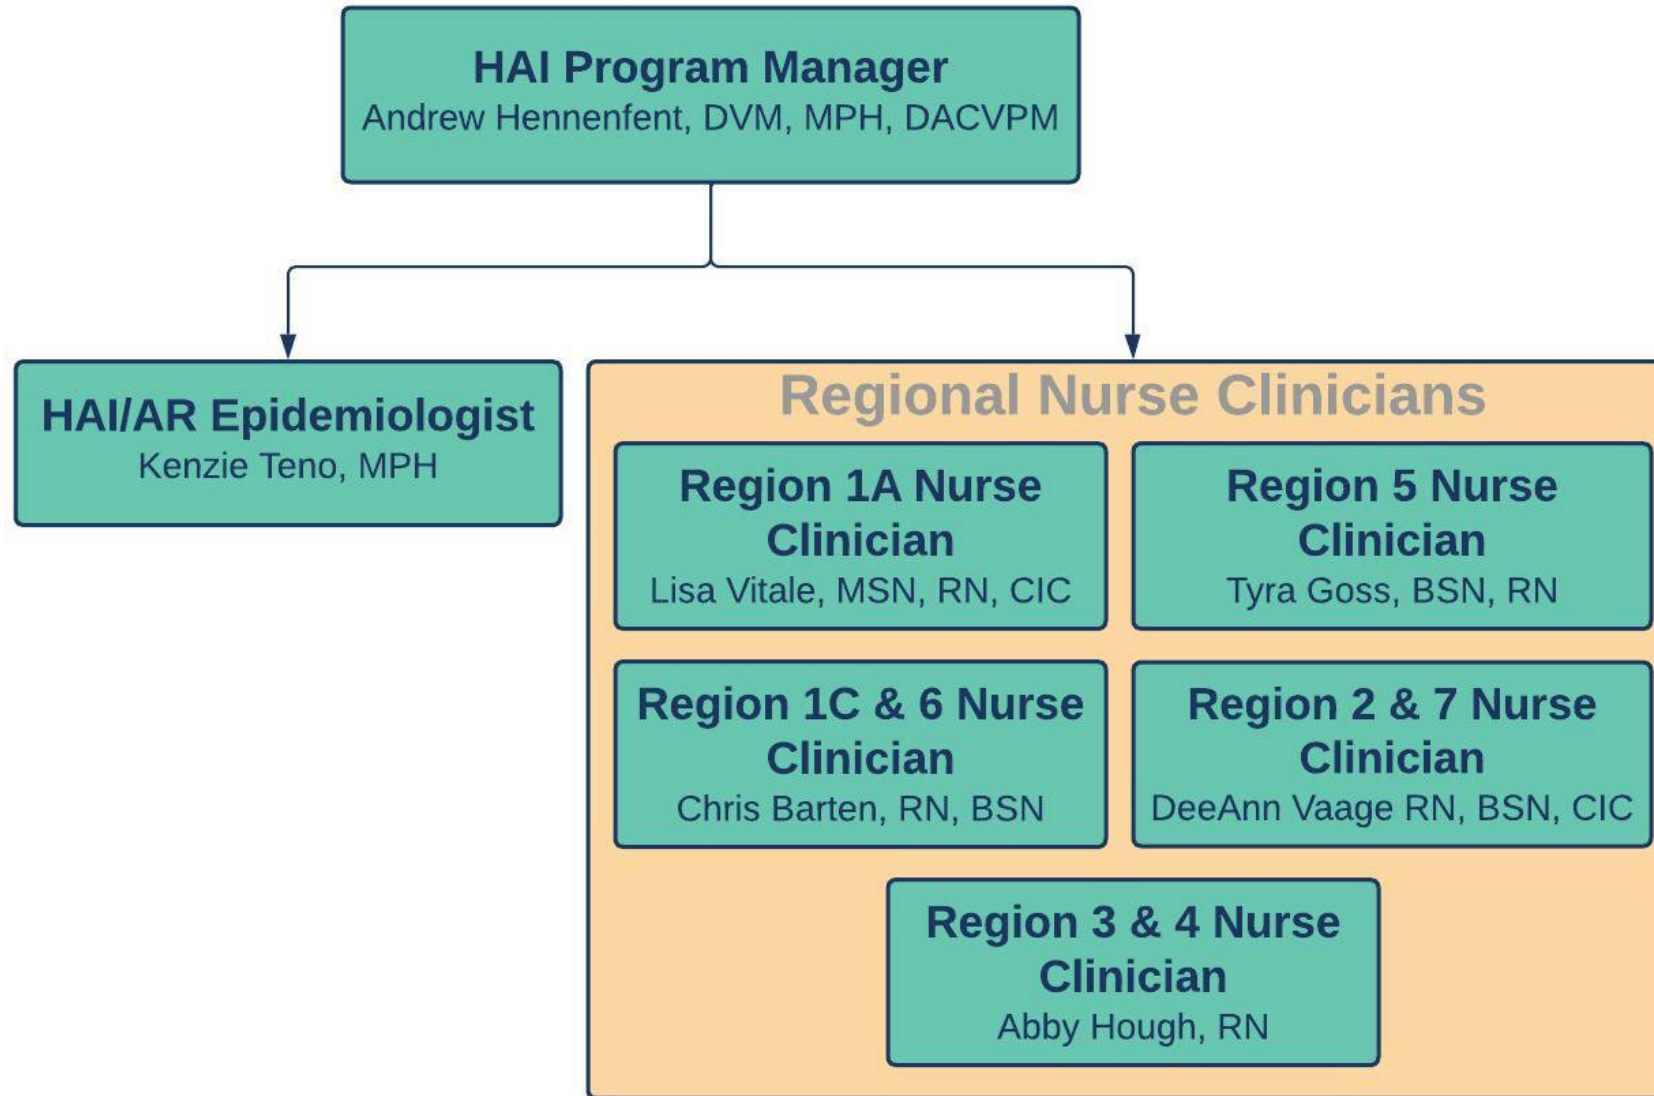 HAI Program Manager
Andrew Hennenfent, DVM, MPH, DACVPM
HAI/AR Epidemiologist
Kenzie Teno, MPH
Regional Nurse Clinicians
Region 1A Nurse
Clinician
Lisa Vitale, MSN, RN, CIC
Region 5 Nurse
Clinician
Tyra Goss, BSN, RN
Region 1C & 6 Nurse
Clinician
Chris Barten, RN, BSN
Region 2 & 7 Nurse
Clinician
DeeAnn Vaage RN, BSN, CIC
Region 3 & 4 Nurse
Clinician
Abby Hough, RN